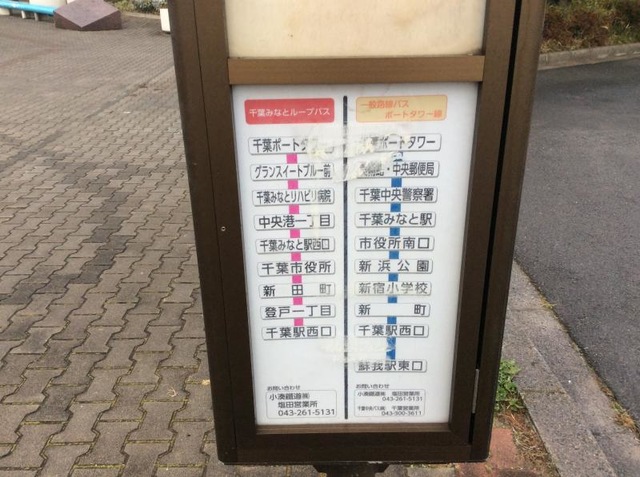 千葉みなとループバス
千葉ポートタワー
グランスイートブルー前
千葉みなとリハビリ病院
中央港一丁目
千葉みなと駅西口
千葉市役所
新田町
登戸一丁目
千葉駅西口
お問い合わせ
小湊鐵道㈱
塩田営業所
043-261-5131
一般路線バス
ポートタワー線
ポートタワー
・中央郵便局
千葉中央警察署
千葉みなと駅
市役所南口
新浜公園
新宿小学校
新町
千葉駅西口
蘇我駅東口
お問い合わせ
小湊鐵道㈱ 塩田営業所
043-261-5131
千葉営業所
043-300-3611